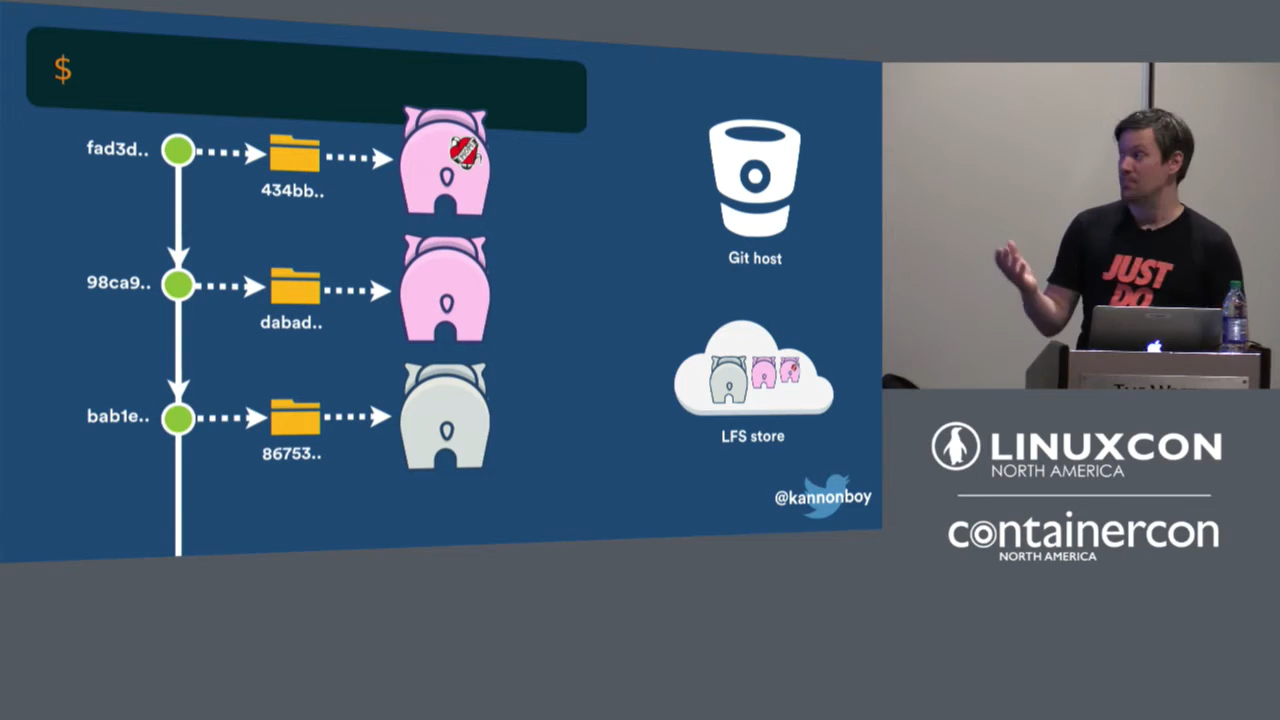 $
fad3d..
434bb..
98ca9..
dabad..
bab1e..
86753..
Git host
LFS store
@kannonboy
JUST
DO
LINUXCON
NORTH AMERICA
containercon
NORTH AMERICA